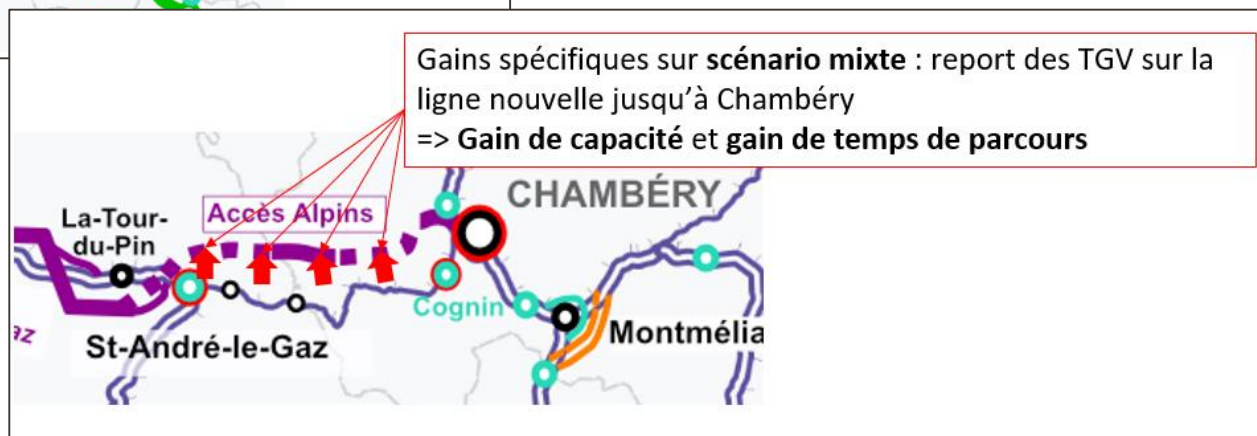 Gains spécifiques sur scénario mixte : report des TGV sur la
ligne nouvelle jusqu’à Chambéry
=> Gain de capacité et gain de temps de parcours
CHAMBÉRY
La-Tour-
du-Pin
Accès Alpins
Cognin
Montmélia
az
St-André-le-Gaz